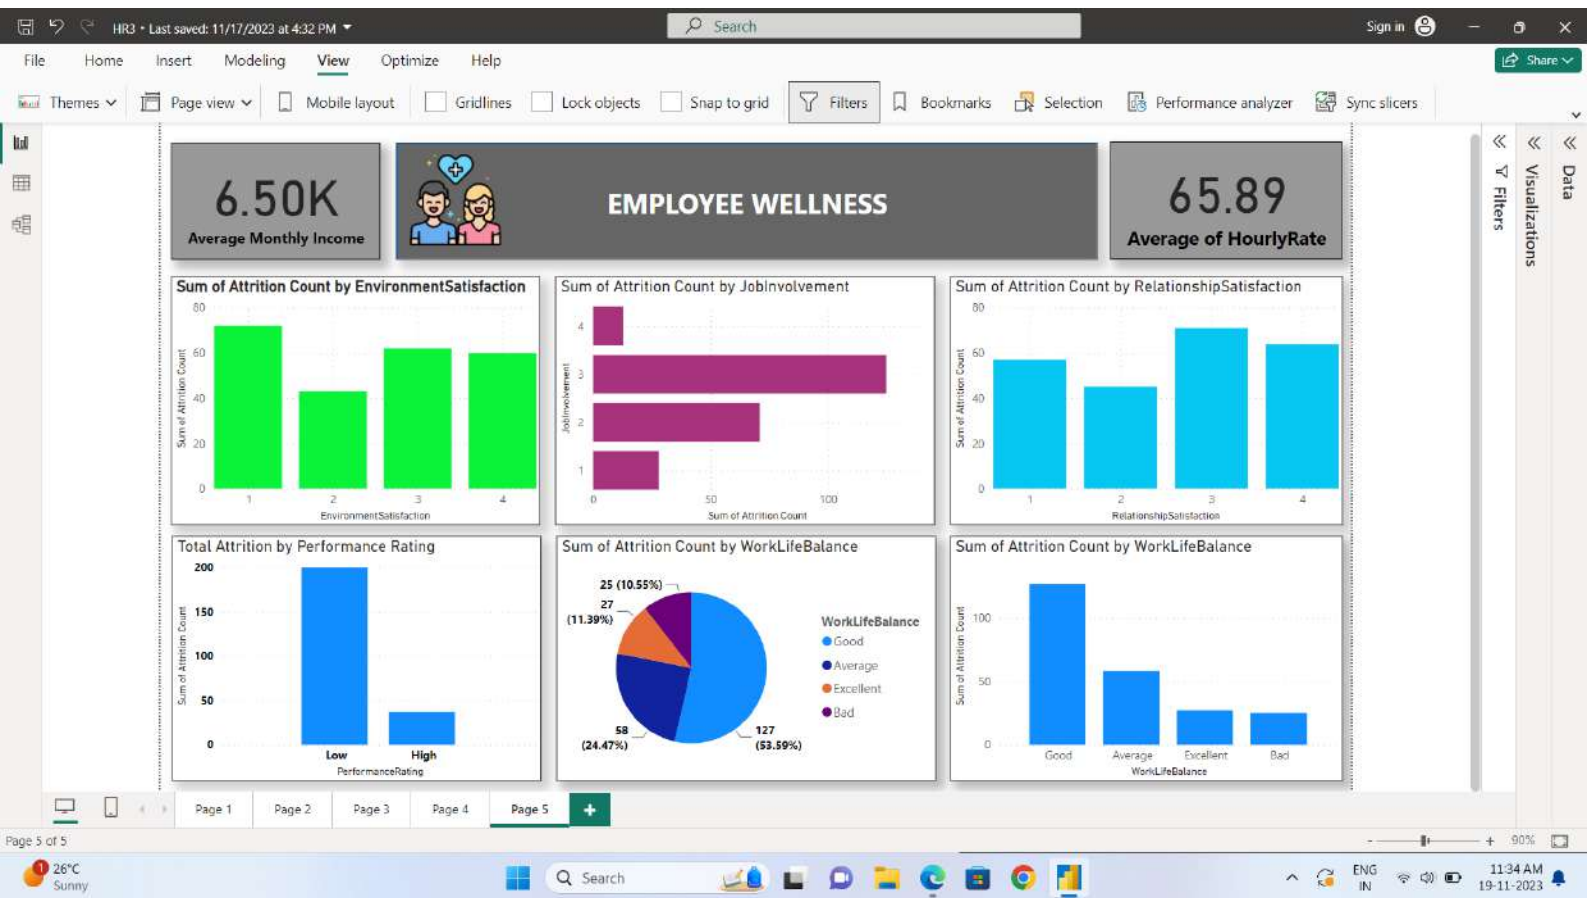 HR3 • Last saved: 11/17/2023 at 4:32 PM
Search
Sign in
File Home Insert Modeling View Optimize Help
Share
Themes Page view Mobile layout Gridlines Lock objects Snap to grid Filters Bookmarks Selection Performance analyzer Sync slicers
6.50K
Average Monthly Income
EMPLOYEE WELLNESS
65.89
Average of HourlyRate
Filters
Visualizations
Data
Sum of Attrition Count by EnvironmentSatisfaction
80
60
40
20
0
Sum of Attrition Count
1 2 3 4
EnvironmentSatisfaction
Sum of Attrition Count by JobInvolvement
4
3
2
1
JobInvolvement
0 50 100
Sum of Attrition Count
Sum of Attrition Count by RelationshipSatisfaction
80
60
40
20
0
Sum of Attrition Count
1 2 3 4
RelationshipSatisfaction
Total Attrition by Performance Rating
200
150
100
50
0
Sum of Attrition Count
Low High
PerformanceRating
Sum of Attrition Count by WorkLifeBalance
25 (10.55%)
27
(11.39%)
58
(24.47%)
127
(53.59%)
WorkLifeBalance
Good
Average
Excellent
Bad
Sum of Attrition Count by WorkLifeBalance
100
50
0
Sum of Attrition Count
Good Average Excellent Bad
WorkLifeBalance
Page 1 Page 2 Page 3 Page 4 Page 5
Page 5 of 5
90%
1
26°C
Sunny
Search
ENG
IN
11:34 AM
19-11-2023